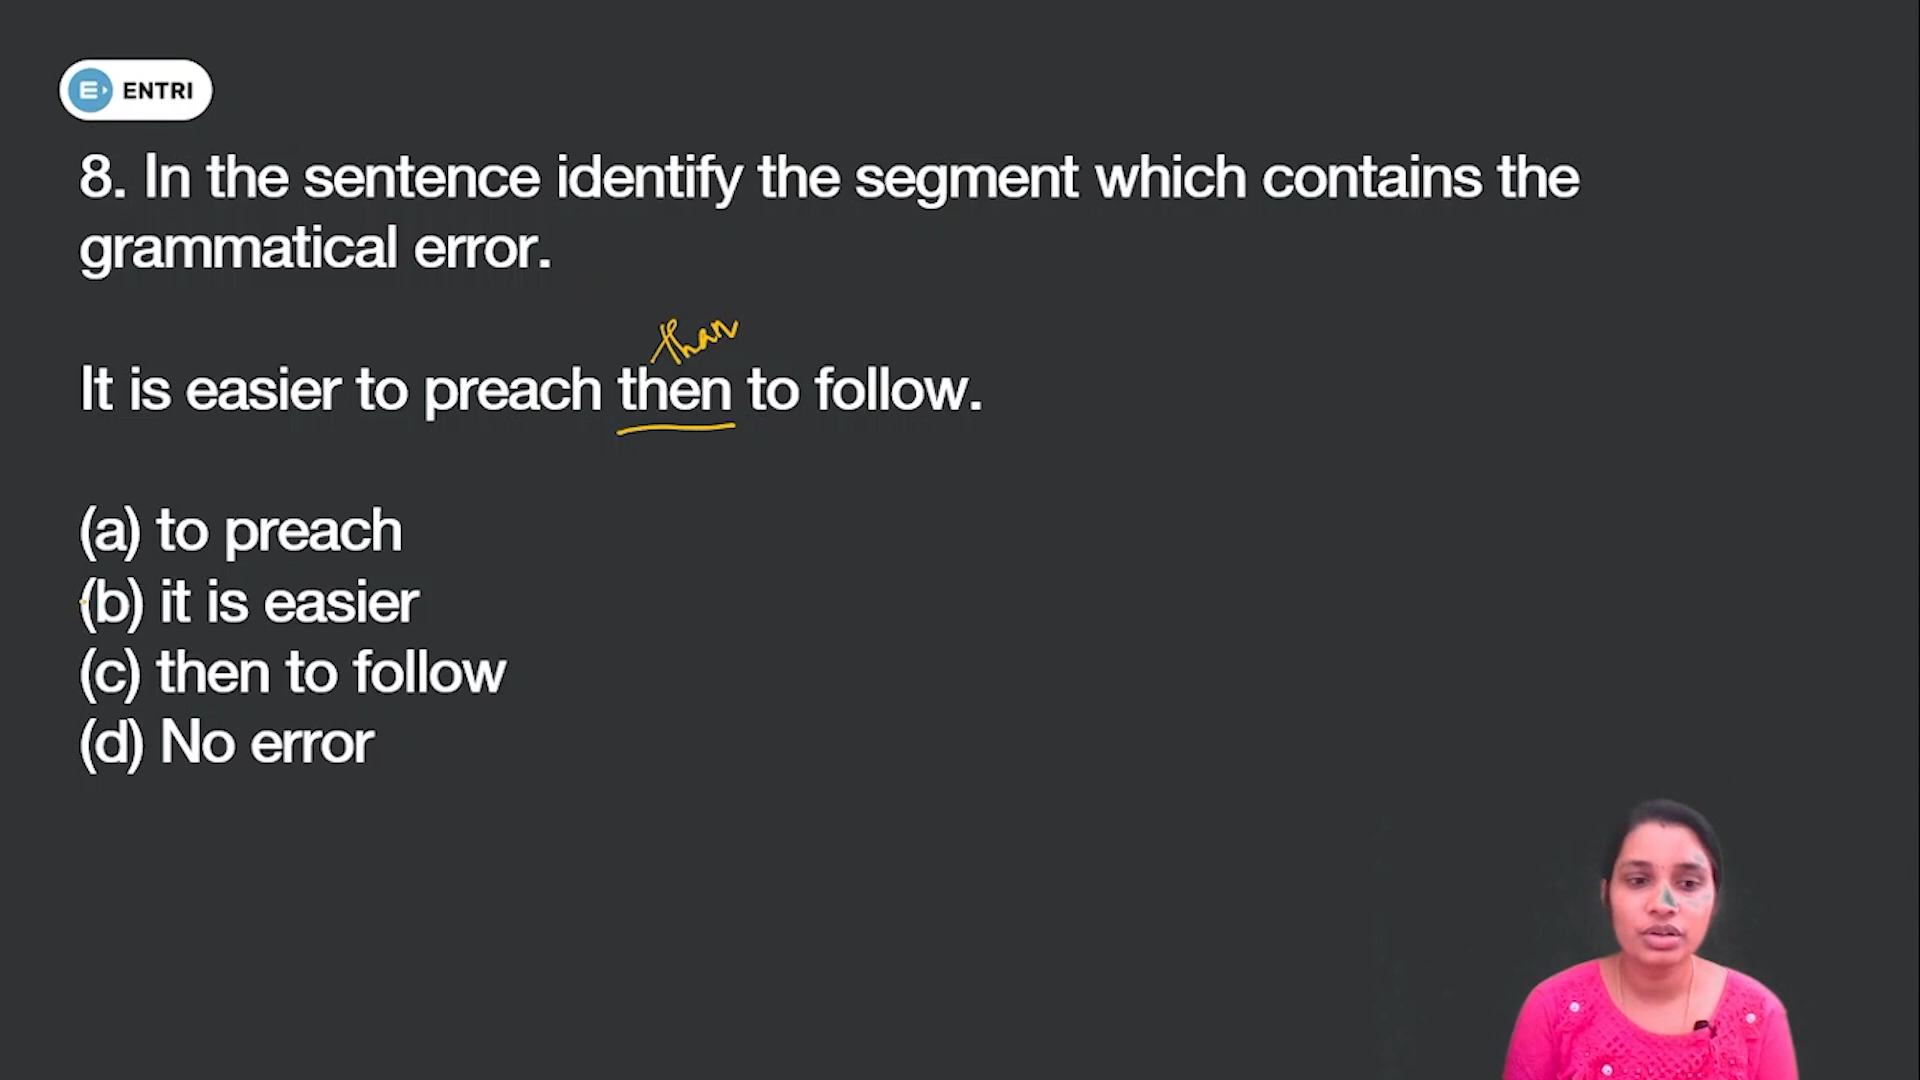 ENTRI
8. In the sentence identify the segment which contains the
grammatical error.
than
It is easier to preach then to follow.
(a) to preach
(b) it is easier
(c) then to follow
(d) No error